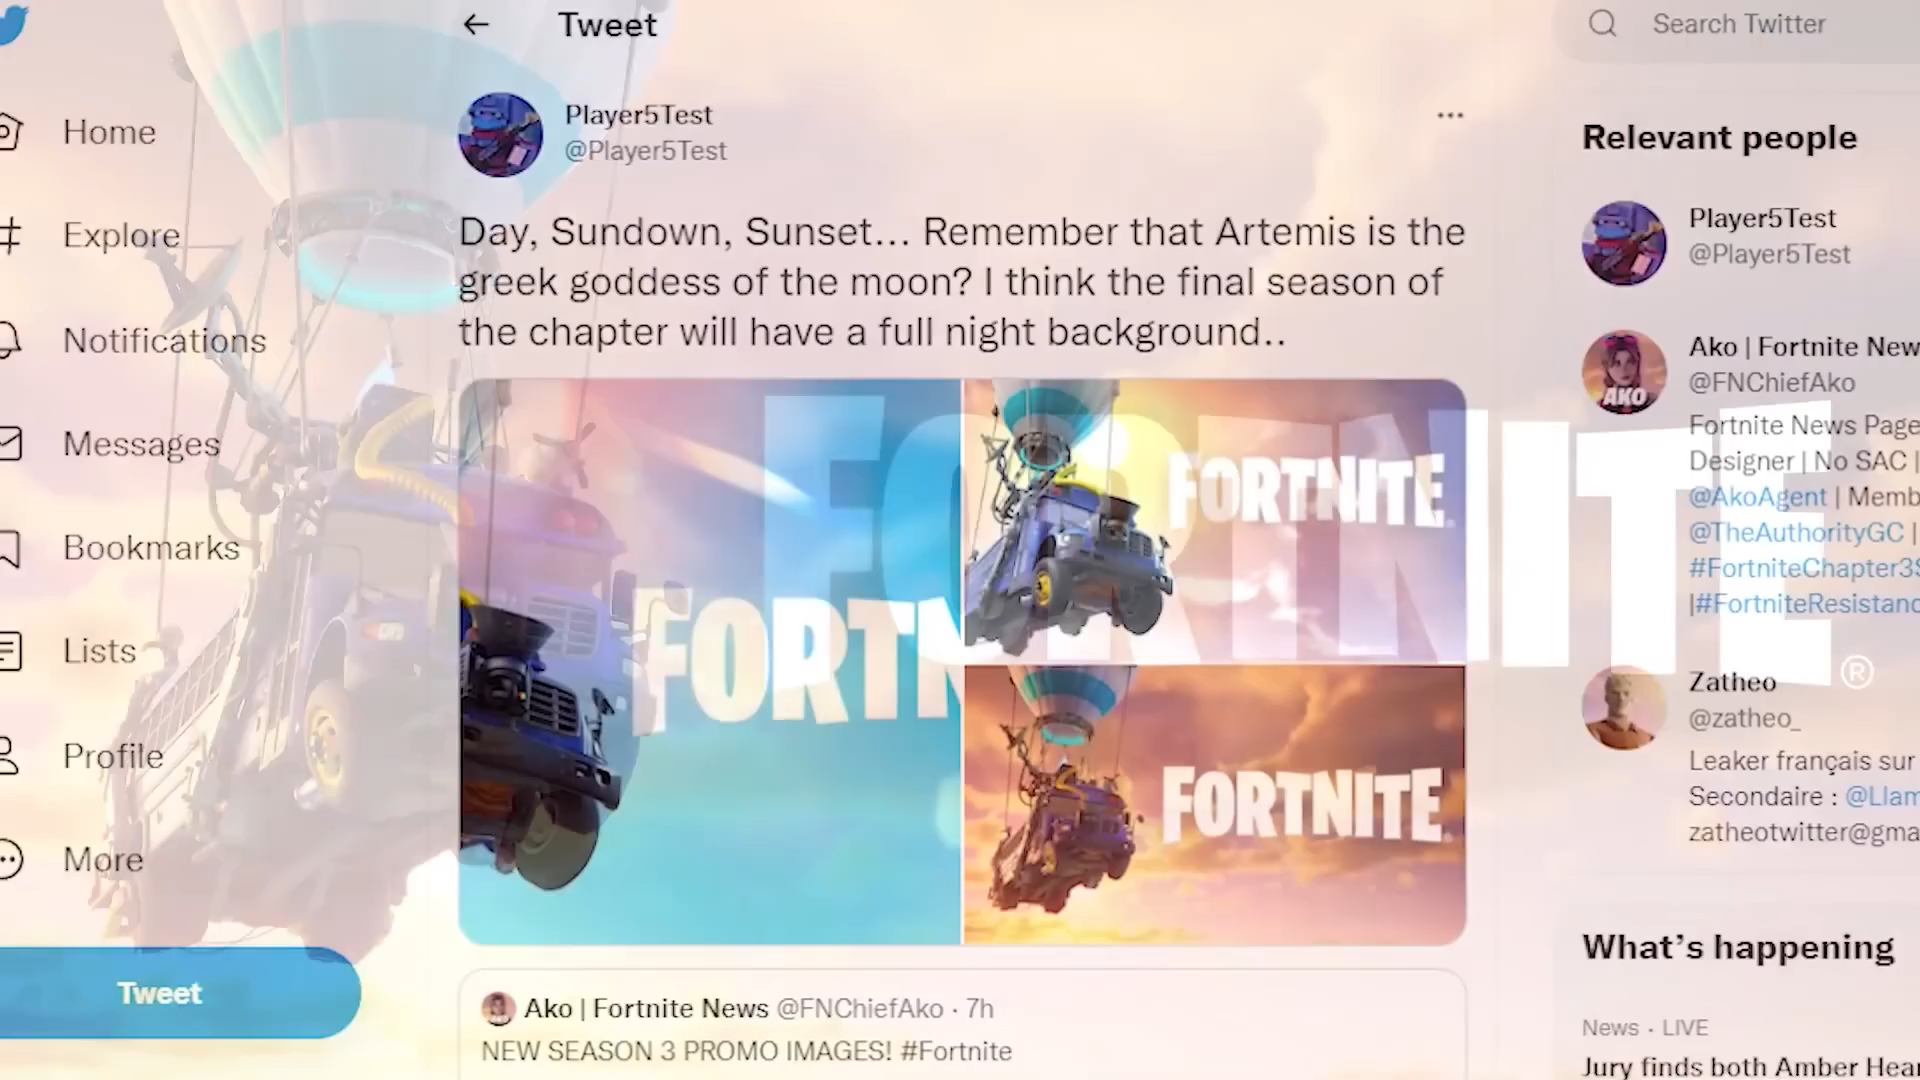 Tweet
Search Twitter
Home
Explore
Notifications
Messages
Bookmarks
Lists
Profile
More
Tweet
Player5Test
@Player5Test
Day, Sundown, Sunset... Remember that Artemis is the
greek goddess of the moon? I think the final season of
the chapter will have a full night background..
FORTN
FORTNITE
FORTNITE
FORTNITE®
Ako | Fortnite News @FNChiefAko · 7h
NEW SEASON 3 PROMO IMAGES! #Fortnite
Relevant people
Player5Test
@Player5Test
Ako | Fortnite New
@FNChiefAko
AKO
Fortnite News Page
Designer | No SAC |
@AkoAgent | Memb
@TheAuthorityGC |
#FortniteChapter3S
|#FortniteResistanc
Zatheo
@zatheo_
Leaker français sur
Secondaire : @Llam
zatheotwitter@gma
What's happening
News · LIVE
Jury finds both Amber Hear